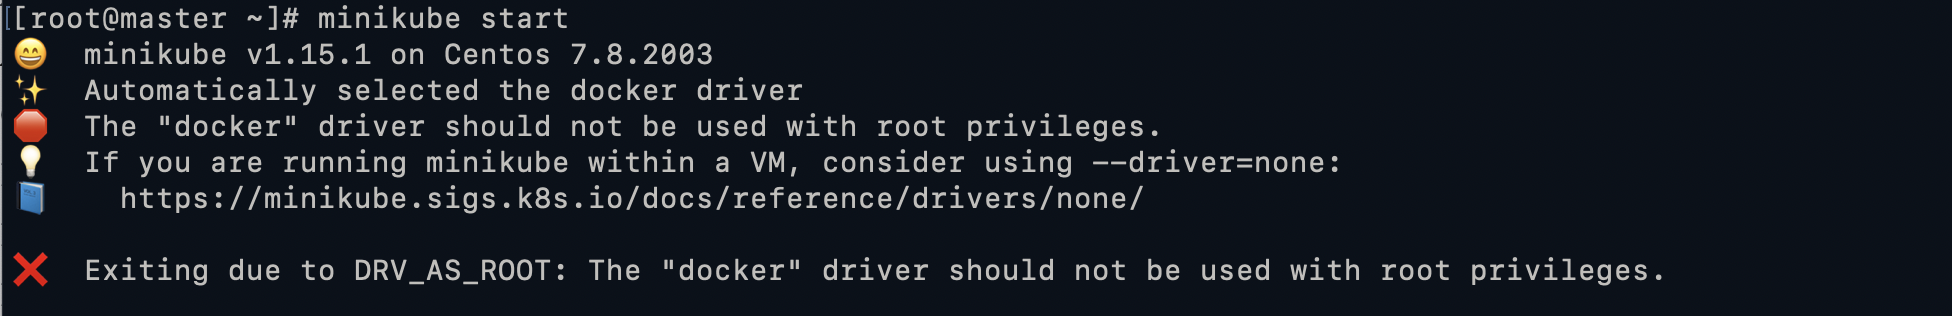 [[root@master ~]# minikube start
😄 minikube v1.15.1 on Centos 7.8.2003
✨ Automatically selected the docker driver
🛑 The "docker" driver should not be used with root privileges.
💡 If you are running minikube within a VM, consider using --driver=none:
📘 https://minikube.sigs.k8s.io/docs/reference/drivers/none/
❌ Exiting due to DRV_AS_ROOT: The "docker" driver should not be used with root privileges.